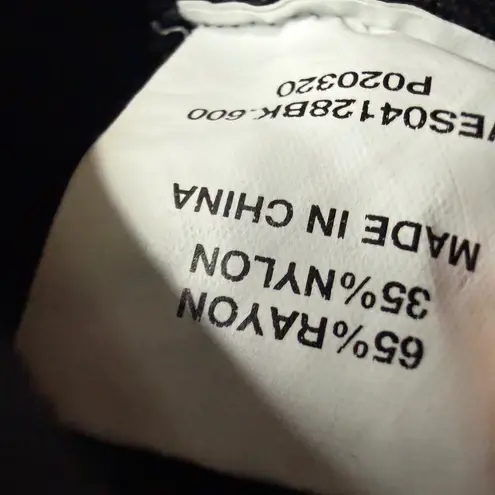 65%RAYON
35%NYLON
MADE IN CHINA
ES04128BK.600
P020320